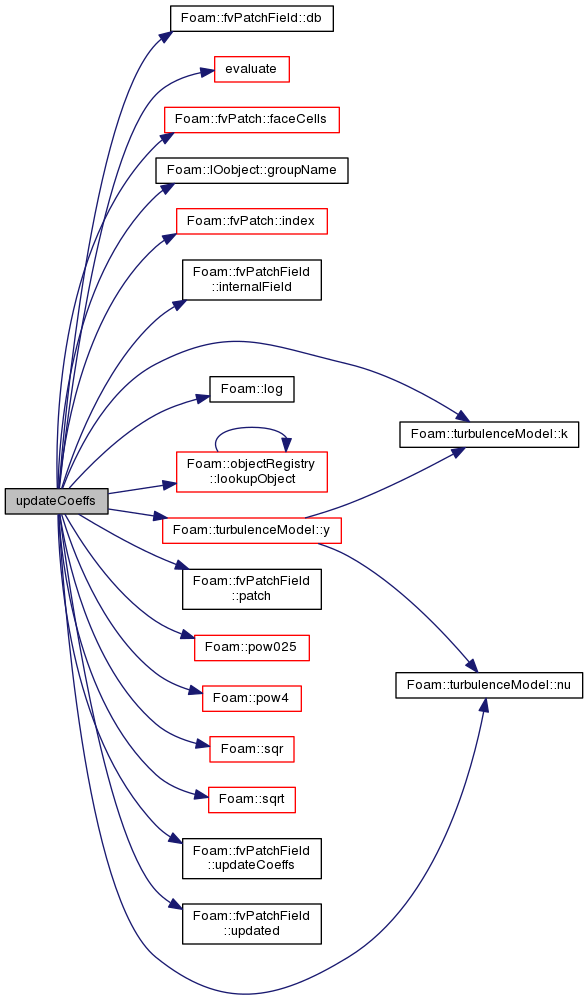 Foam::fvPatchField::db
evaluate
Foam::fvPatch::faceCells
Foam::IOobject::groupName
Foam::fvPatch::index
Foam::fvPatchField
::internalField
Foam::log
Foam::turbulenceModel::k
Foam::objectRegistry
::lookupObject
updateCoeffs
Foam::turbulenceModel::y
Foam::fvPatchField
::patch
Foam::pow025
Foam::turbulenceModel::nu
Foam::pow4
Foam::sqr
Foam::sqrt
Foam::fvPatchField
::updateCoeffs
Foam::fvPatchField
::updated